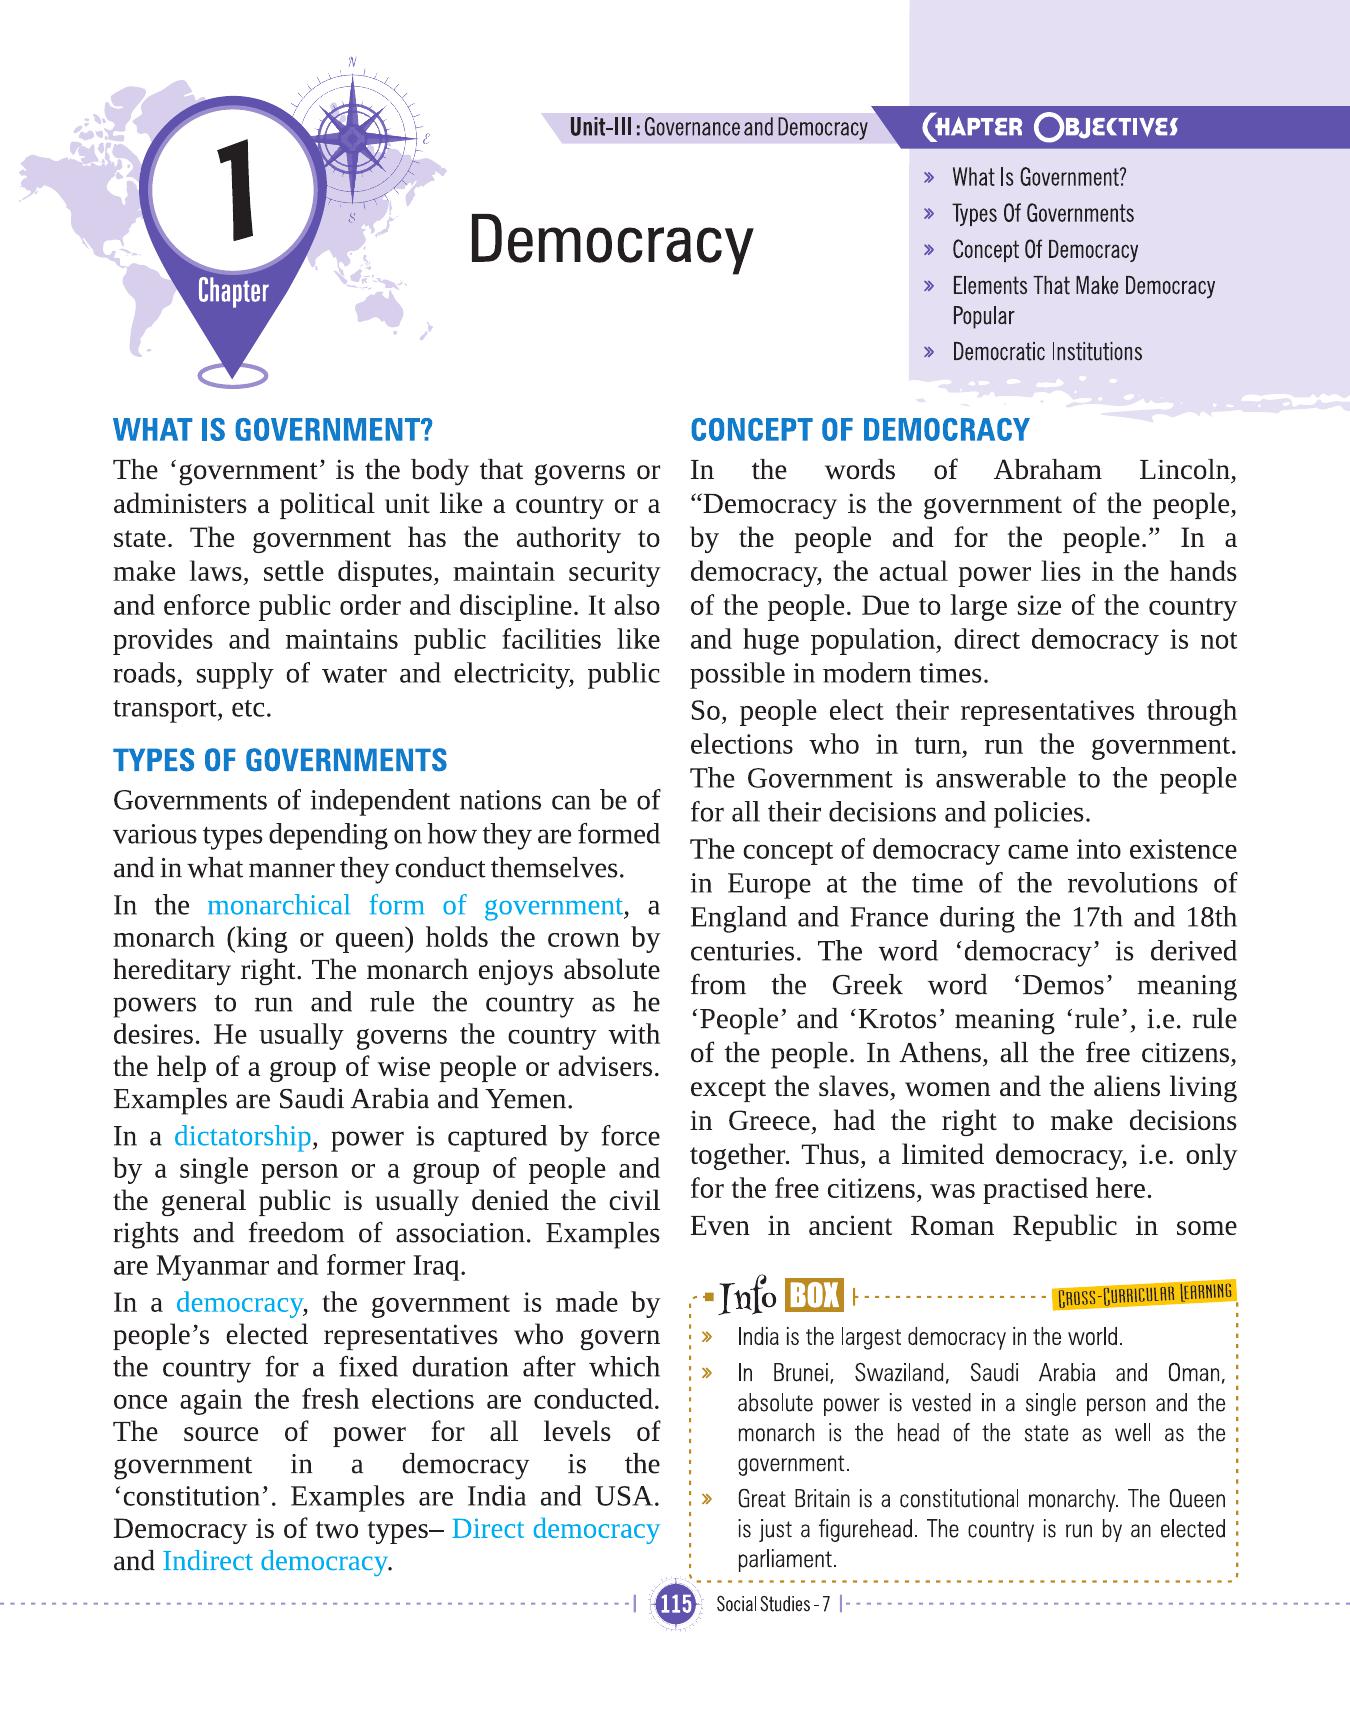 N
E
S
1
Chapter
Unit-III : Governance and Democracy
Democracy
CHAPTER OBJECTIVES
» What Is Government?
» Types Of Governments
» Concept Of Democracy
» Elements That Make Democracy
Popular
» Democratic Institutions
WHAT IS GOVERNMENT?
The ‘government’ is the body that governs or
administers a political unit like a country or a
state. The government has the authority to
make laws, settle disputes, maintain security
and enforce public order and discipline. It also
provides and maintains public facilities like
roads, supply of water and electricity, public
transport, etc.
TYPES OF GOVERNMENTS
Governments of independent nations can be of
various types depending on how they are formed
and in what manner they conduct themselves.
In the monarchical form of government, a
monarch (king or queen) holds the crown by
hereditary right. The monarch enjoys absolute
powers to run and rule the country as he
desires. He usually governs the country with
the help of a group of wise people or advisers.
Examples are Saudi Arabia and Yemen.
In a dictatorship, power is captured by force
by a single person or a group of people and
the general public is usually denied the civil
rights and freedom of association. Examples
are Myanmar and former Iraq.
In a democracy, the government is made by
people’s elected representatives who govern
the country for a fixed duration after which
once again the fresh elections are conducted.
The source of power for all levels of
government in a democracy is the
‘constitution’. Examples are India and USA.
Democracy is of two types– Direct democracy
and Indirect democracy.
CONCEPT OF DEMOCRACY
In the words of Abraham Lincoln,
“Democracy is the government of the people,
by the people and for the people.” In a
democracy, the actual power lies in the hands
of the people. Due to large size of the country
and huge population, direct democracy is not
possible in modern times.
So, people elect their representatives through
elections who in turn, run the government.
The Government is answerable to the people
for all their decisions and policies.
The concept of democracy came into existence
in Europe at the time of the revolutions of
England and France during the 17th and 18th
centuries. The word ‘democracy’ is derived
from the Greek word ‘Demos’ meaning
‘People’ and ‘Krotos’ meaning ‘rule’, i.e. rule
of the people. In Athens, all the free citizens,
except the slaves, women and the aliens living
in Greece, had the right to make decisions
together. Thus, a limited democracy, i.e. only
for the free citizens, was practised here.
Even in ancient Roman Republic in some
Info BOX
CROSS-CURRICULAR LEARNING
» India is the largest democracy in the world.
» In Brunei, Swaziland, Saudi Arabia and Oman,
absolute power is vested in a single person and the
monarch is the head of the state as well as the
government.
» Great Britain is a constitutional monarchy. The Queen
is just a figurehead. The country is run by an elected
parliament.
115 Social Studies - 7